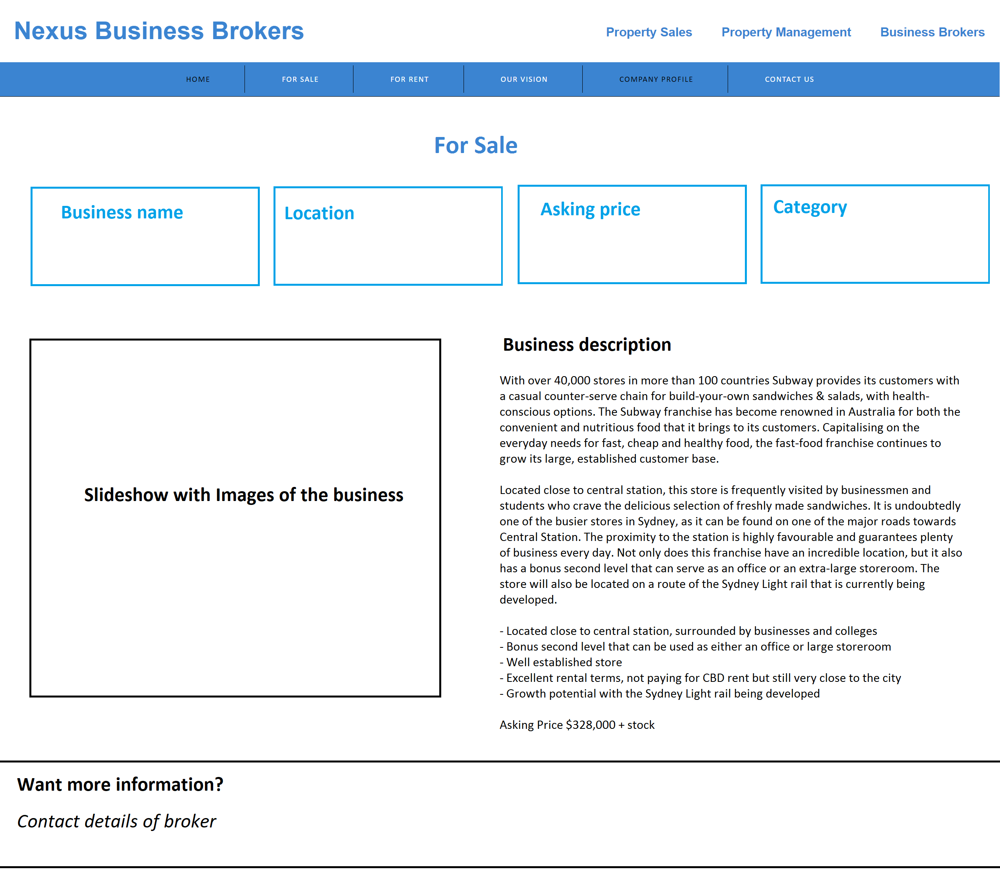 Nexus Business Brokers
Property Sales
Property Management
Business Brokers
HOME
FOR SALE
FOR RENT
OUR VISION
COMPANY PROFILE
CONTACT US
For Sale
Business name
Location
Asking price
Category
Slideshow with Images of the business
Business description
With over 40,000 stores in more than 100 countries Subway provides its customers with
a casual counter-serve chain for build-your-own sandwiches & salads, with health-
conscious options. The Subway franchise has become renowned in Australia for both the
convenient and nutritious food that it brings to its customers. Capitalising on the
everyday needs for fast, cheap and healthy food, the fast-food franchise continues to
grow its large, established customer base.
Located close to central station, this store is frequently visited by businessmen and
students who crave the delicious selection of freshly made sandwiches. It is undoubtedly
one of the busier stores in Sydney, as it can be found on one of the major roads towards
Central Station. The proximity to the station is highly favourable and guarantees plenty
of business every day. Not only does this franchise have an incredible location, but it also
has a bonus second level that can serve as an office or an extra-large storeroom. The
store will also be located on a route of the Sydney Light rail that is currently being
developed.
- Located close to central station, surrounded by businesses and colleges
- Bonus second level that can be used as either an office or large storeroom
- Well established store
- Excellent rental terms, not paying for CBD rent but still very close to the city
- Growth potential with the Sydney Light rail being developed
Asking Price $328,000 + stock
Want more information?
Contact details of broker